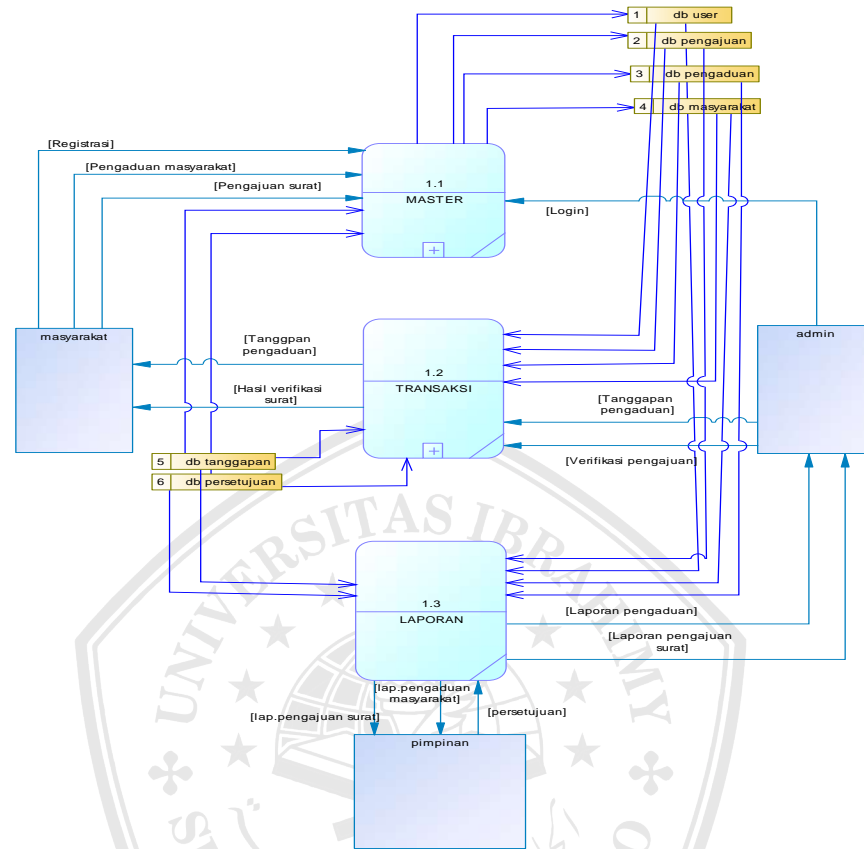 1 db user
2 db pengajuan
3 db pengaduan
4 db masyarakat
[Registrasi]
[Pengaduan masyarakat]
[Pengajuan surat]
1.1
MASTER
[Login]
masyarakat
admin
[Tanggpan
pengaduan]
1.2
TRANSAKSI
[Hasil verifikasi
surat]
[Tanggapan
pengaduan]
[Verifikasi pengajuan]
5 db tanggapan
6 db persetujuan
UNIVERSITAS IBRAHMY
1.3
LAPORAN
[Laporan pengaduan]
[Laporan pengajuan
surat]
[lap.pengaduan
masyarakat]
[lap.pengajuan surat]
[persetujuan]
pimpinan